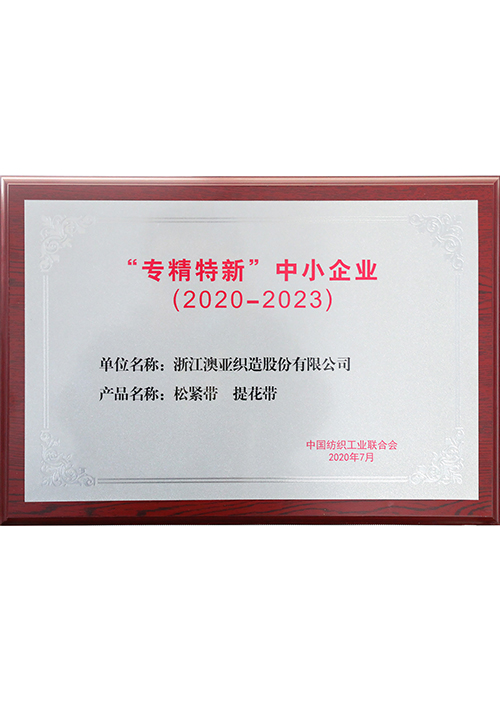 “专精特新”中小企业
(2020-2023)
单位名称：浙江澳亚织造股份有限公司
产品名称：松紧带 提花带
中国纺织工业联合会
2020年7月